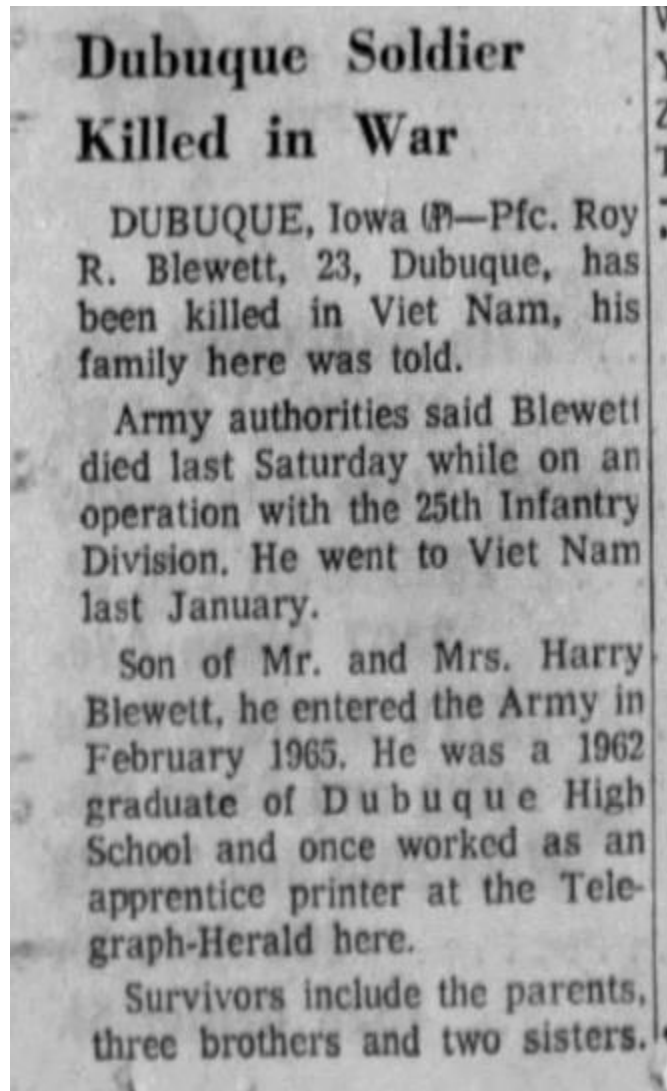 Dubuque Soldier
Killed in War
DUBUQUE, Iowa (AP)—Pfc. Roy
R. Blewett, 23, Dubuque, has
been killed in Viet Nam, his
family here was told.
Army authorities said Blewett
died last Saturday while on an
operation with the 25th Infantry
Division. He went to Viet Nam
last January.
Son of Mr. and Mrs. Harry
Blewett, he entered the Army in
February 1965. He was a 1962
graduate of Dubuque High
School and once worked as an
apprentice printer at the Tele-
graph-Herald here.
Survivors include the parents,
three brothers and two sisters.